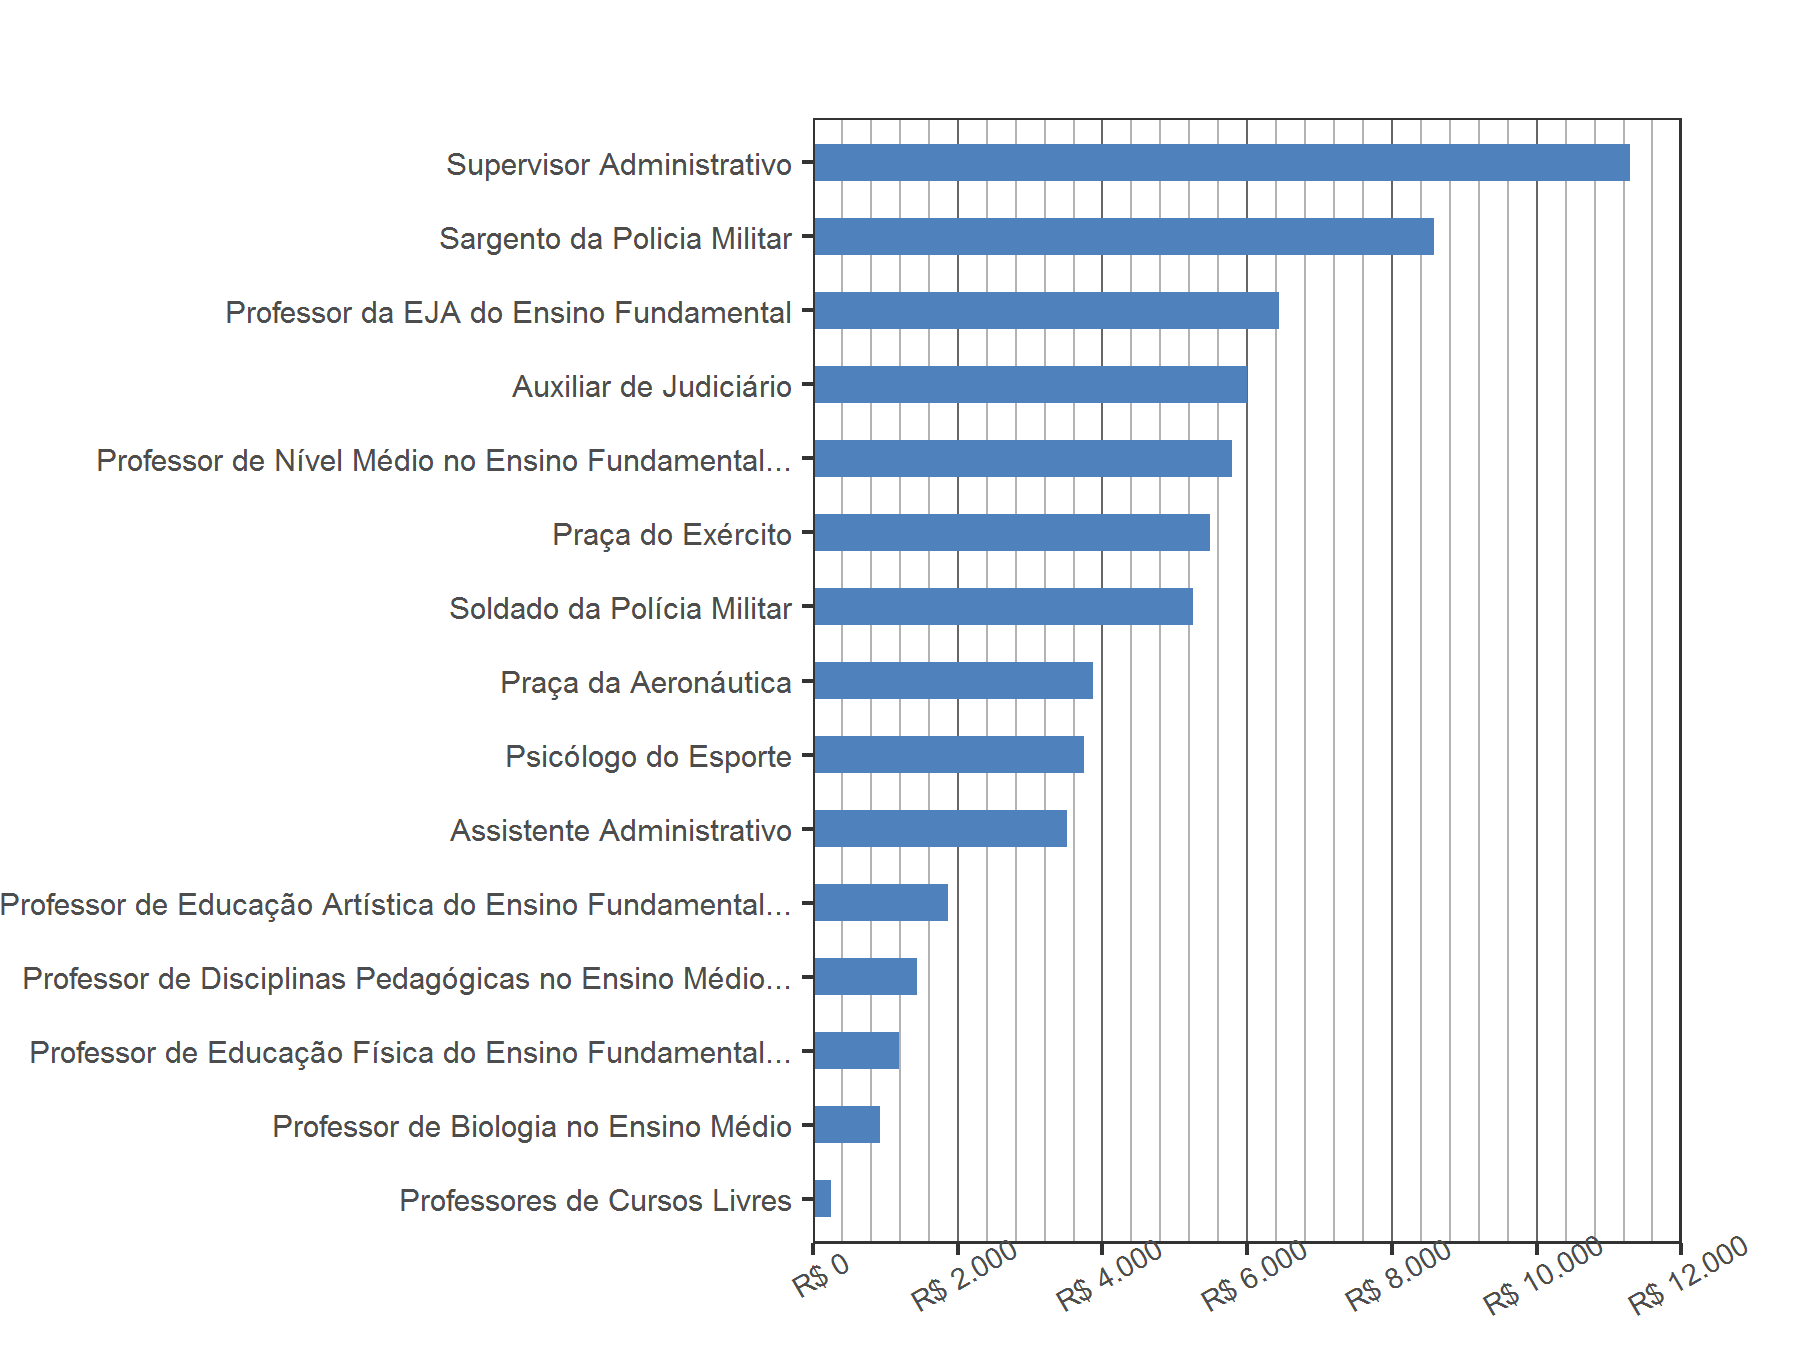 Supervisor Administrativo
Sargento da Policia Militar
Professor da EJA do Ensino Fundamental
Auxiliar de Judiciário
Professor de Nível Médio no Ensino Fundamental...
Praça do Exército
Soldado da Polícia Militar
Praça da Aeronáutica
Psicólogo do Esporte
Assistente Administrativo
Professor de Educação Artística do Ensino Fundamental...
Professor de Disciplinas Pedagógicas no Ensino Médio...
Professor de Educação Física do Ensino Fundamental...
Professor de Biologia no Ensino Médio
Professores de Cursos Livres
R$ 0
R$ 2.000
R$ 4.000
R$ 6.000
R$ 8.000
R$ 10.000
R$ 12.000